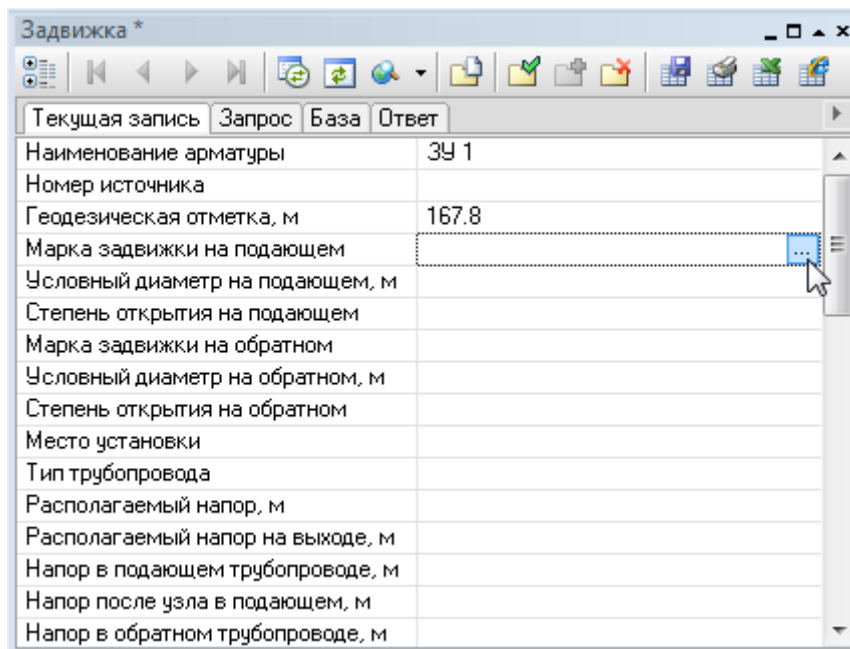 Задвижка *
Текущая запись Запрос База Ответ
Наименование арматуры ЗУ 1
Номер источника
Геодезическая отметка, м 167.8
Марка задвижки на подающем ...
Условный диаметр на подающем, м
Степень открытия на подающем
Марка задвижки на обратном
Условный диаметр на обратном, м
Степень открытия на обратном
Место установки
Тип трубопровода
Располагаемый напор, м
Располагаемый напор на выходе, м
Напор в подающем трубопроводе, м
Напор после узла в подающем, м
Напор в обратном трубопроводе, м